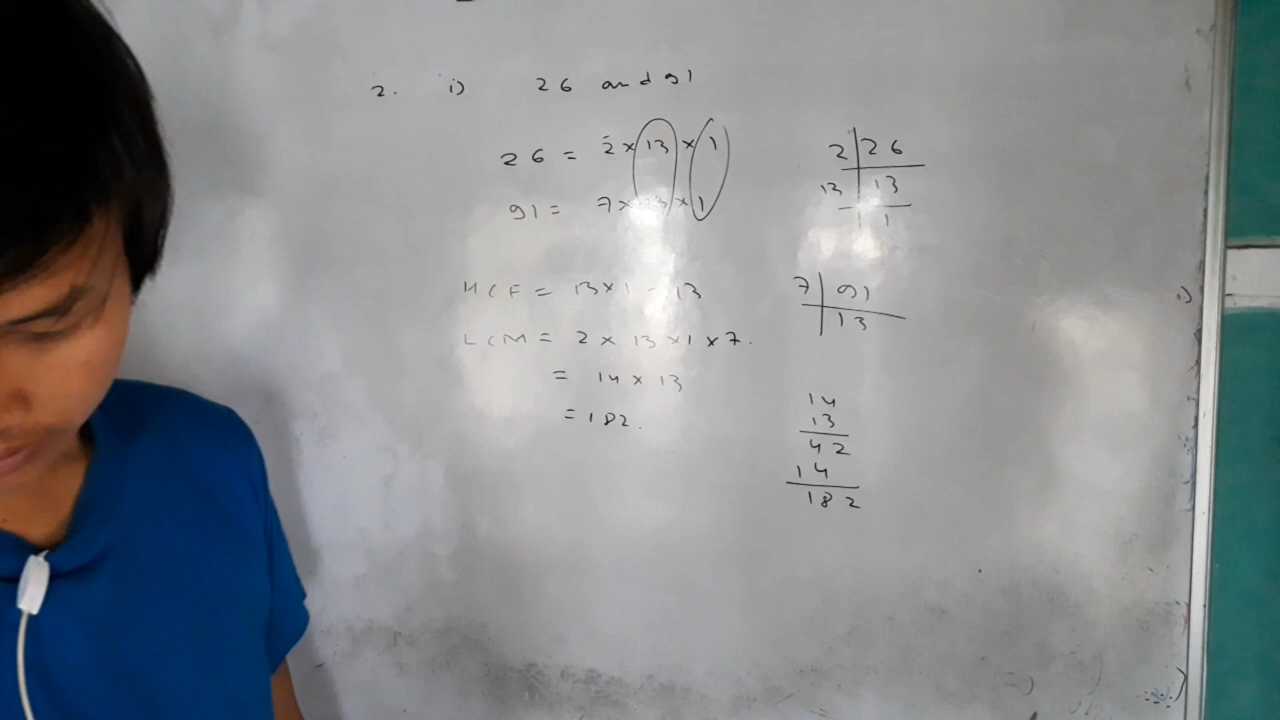 2. i) 26 and 91
26 = 2 × 13 × 1
91 = 7 × 13 × 1
HCF = 13 × 1 = 13
LCM = 2 × 13 × 1 × 7.
= 14 × 13
= 182.
2 26
13 13
1
7 91
13
14
13
42
14
182